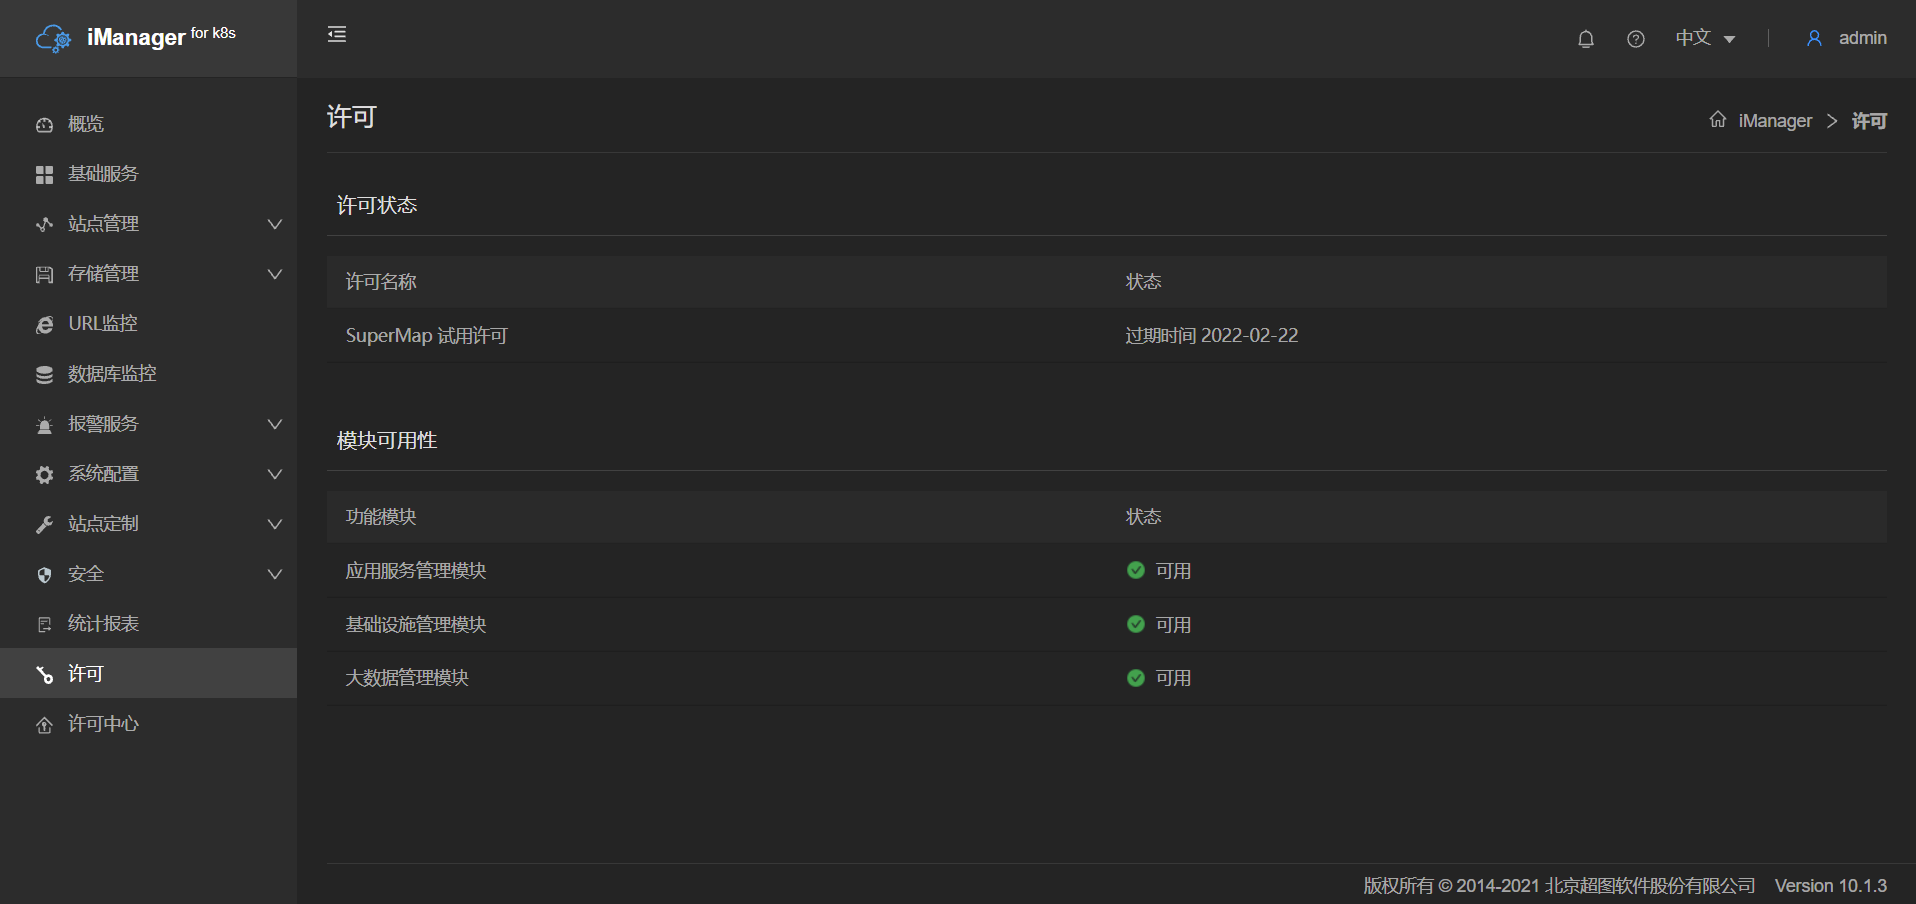 iManager for k8s
中文
admin
概览
基础服务
站点管理
存储管理
URL监控
数据库监控
报警服务
系统配置
站点定制
安全
统计报表
许可
许可中心
许可
iManager > 许可
许可状态
许可名称 状态
SuperMap 试用许可 过期时间 2022-02-22
模块可用性
功能模块 状态
应用服务管理模块 可用
基础设施管理模块 可用
大数据管理模块 可用
版权所有 © 2014-2021 北京超图软件股份有限公司 Version 10.1.3